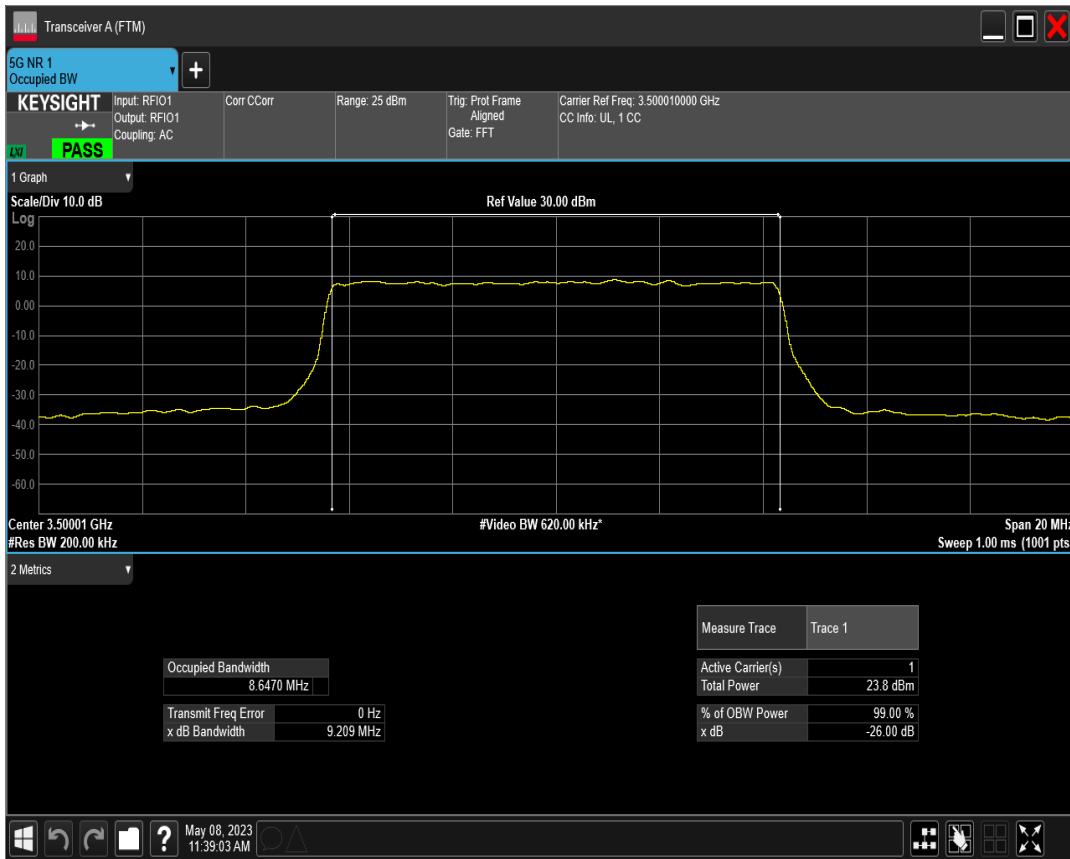 Transceiver A (FTM)
5G NR 1
Occupied BW
+
KEYSIGHT
LXI
PASS
Input: RFIO1
Output: RFIO1
Coupling: AC
Corr CCorr
Range: 25 dBm
Trig: Prot Frame
Aligned
Gate: FFT
Carrier Ref Freq: 3.500010000 GHz
CC Info: UL, 1 CC
1 Graph
Scale/Div 10.0 dB
Ref Value 30.00 dBm
Log
20.0
10.0
0.00
-10.0
-20.0
-30.0
-40.0
-50.0
-60.0
Center 3.50001 GHz
#Video BW 620.00 kHz*
Span 20 MHz
#Res BW 200.00 kHz
Sweep 1.00 ms (1001 pts
2 Metrics
Measure Trace Trace 1
Occupied Bandwidth
8.6470 MHz
Active Carrier(s) 1
Total Power 23.8 dBm
Transmit Freq Error 0 Hz
x dB Bandwidth 9.209 MHz
% of OBW Power 99.00 %
x dB -26.00 dB
?
May 08, 2023
11:39:03 AM